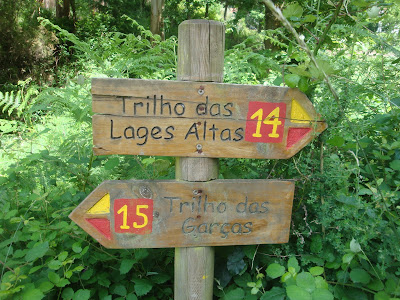 Trilho das
Lages Altas
14
15
Trilho das
Garças